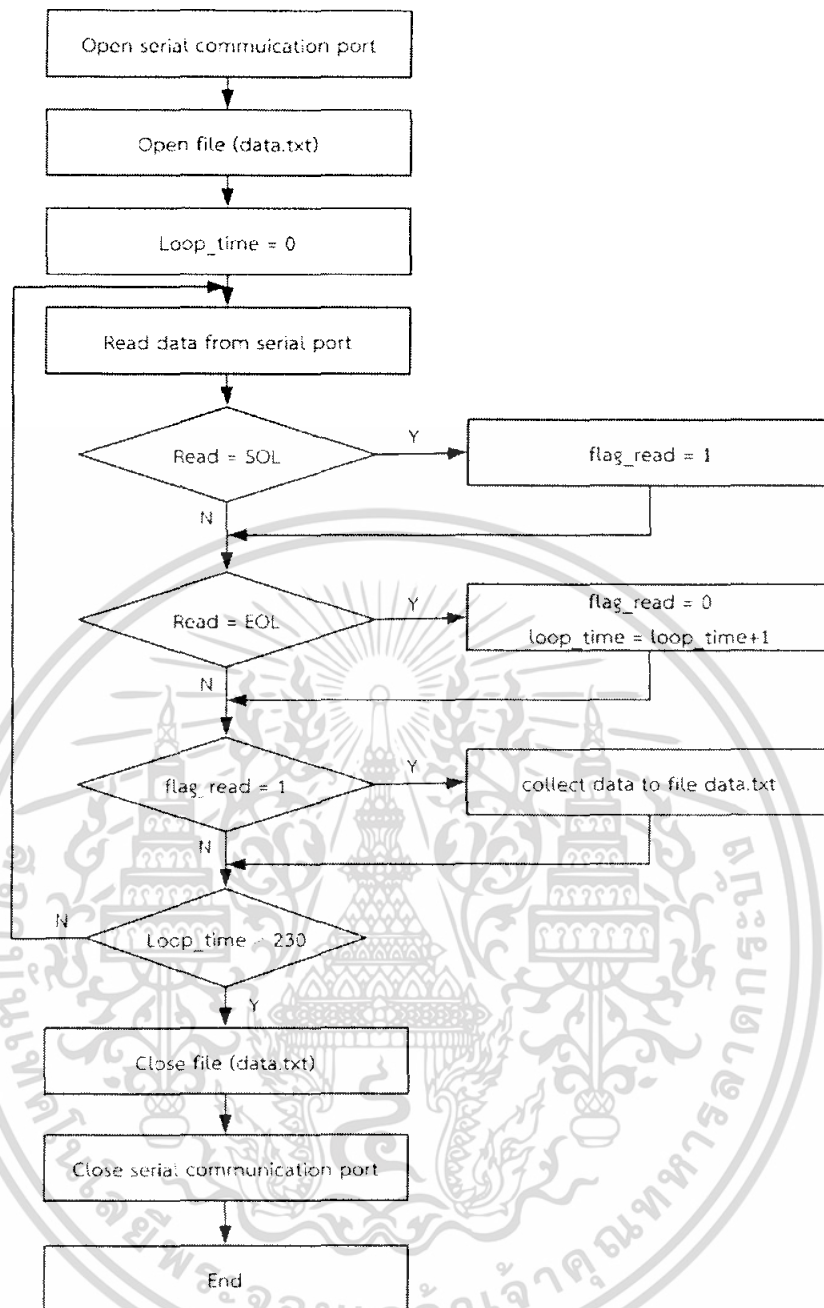 Open serial commuication port
Open file (data.txt)
Loop_time = 0
Read data from serial port
Read = SOL
Y
flag_read = 1
N
Read = EOL
Y
flag_read = 0
loop_time = loop_time+1
N
flag_read = 1
Y
collect data to file data.txt
N
Loop_time 230
N
Y
Close file (data.txt)
Close serial communication port
End